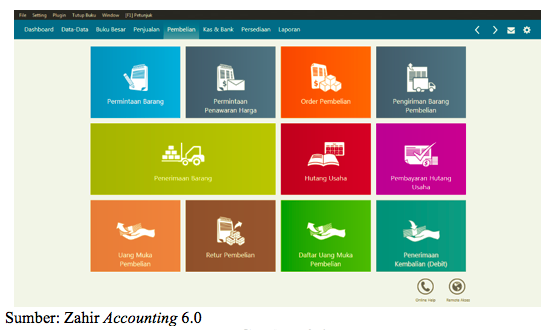 File Setting Plugin Tutup Buku Window [F1] Petunjuk
Dashboard Data-Data Buku Besar Penjualan Pembelian Kas & Bank Persediaan Laporan
Permintaan Barang
Permintaan
Penawaran Harga
Order Pembelian
Pengiriman Barang
Pembelian
Penerimaan Barang
Hutang Usaha
Pembayaran Hutang
Usaha
Uang Muka
Pembelian
Retur Pembelian
Daftar Uang Muka
Pembelian
Penerimaan
Kembalian (Debit)
Online Help
Remote Assist
Sumber: Zahir Accounting 6.0